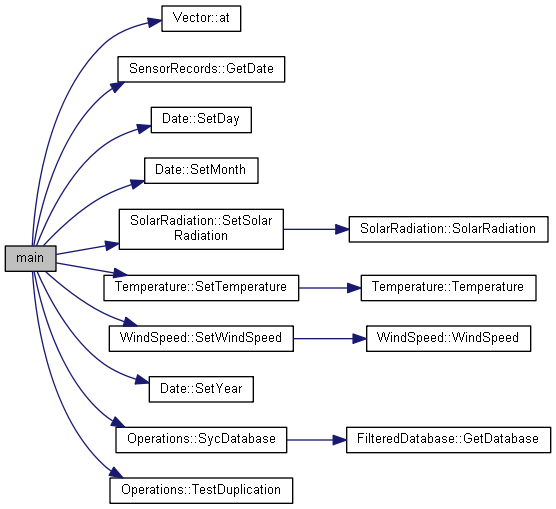 Vector::at
SensorRecords::GetDate
Date::SetDay
Date::SetMonth
SolarRadiation::SetSolar
Radiation
SolarRadiation::SolarRadiation
main
Temperature::SetTemperature
Temperature::Temperature
WindSpeed::SetWindSpeed
WindSpeed::WindSpeed
Date::SetYear
Operations::SycDatabase
FilteredDatabase::GetDatabase
Operations::TestDuplication